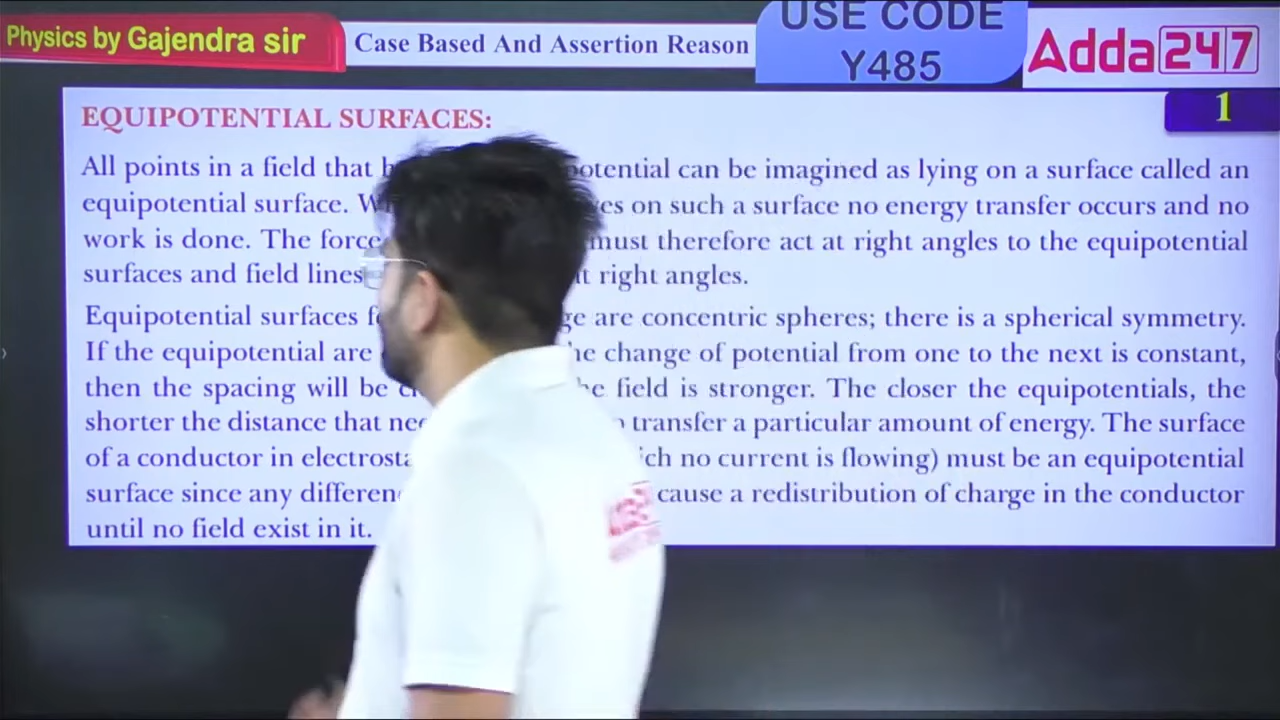 Physics by Gajendra sir
Case Based And Assertion Reason
USE CODE
Y485
Adda247
1
EQUIPOTENTIAL SURFACES:
All points in a field that potential can be imagined as lying on a surface called an
equipotential surface. on such a surface no energy transfer occurs and no
work is done. The force must therefore act at right angles to the equipotential
surfaces and field lines right angles.
Equipotential surfaces are concentric spheres; there is a spherical symmetry.
If the equipotential are change of potential from one to the next is constant,
then the spacing will be field is stronger. The closer the equipotentials, the
shorter the distance that transfer a particular amount of energy. The surface
of a conductor in no current is flowing) must be an equipotential
surface since any cause a redistribution of charge in the conductor
until no field exist in it.